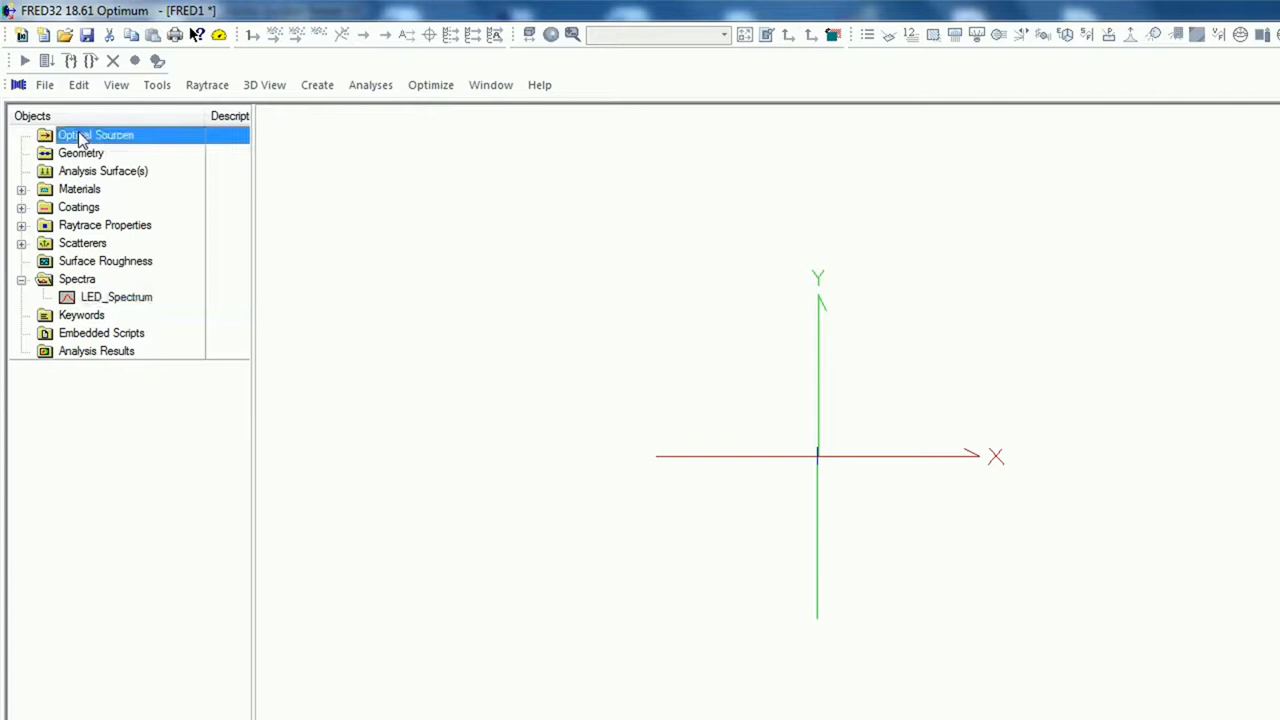 FRED32 18.61 Optimum - [FRED1 *]
File Edit View Tools Raytrace 3D View Create Analyses Optimize Window Help
Objects Descript
Optical Sources
Geometry
Analysis Surface(s)
Materials
Coatings
Raytrace Properties
Scatterers
Surface Roughness
Spectra
LED_Spectrum
Keywords
Embedded Scripts
Analysis Results
Y
X